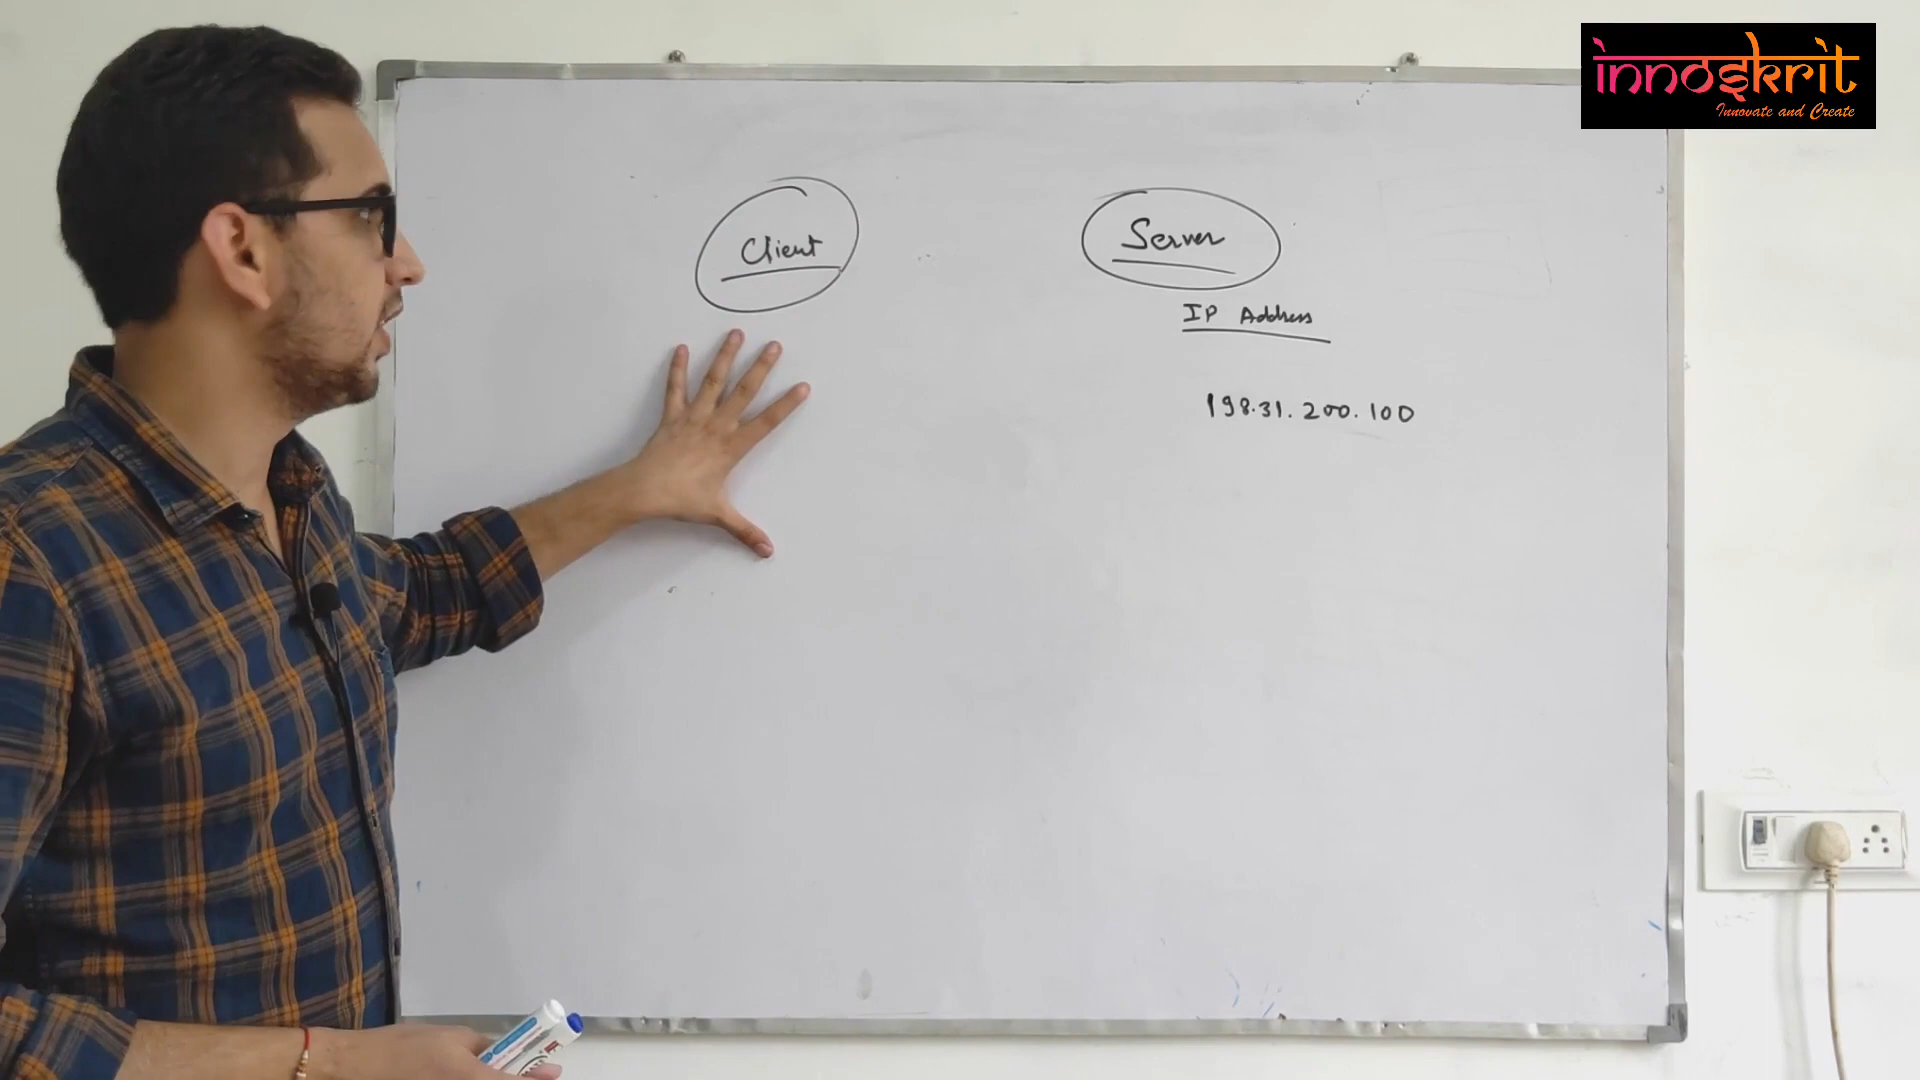 innoskrit
Innovate and Create
Client
Server
IP Address
198.31.200.100